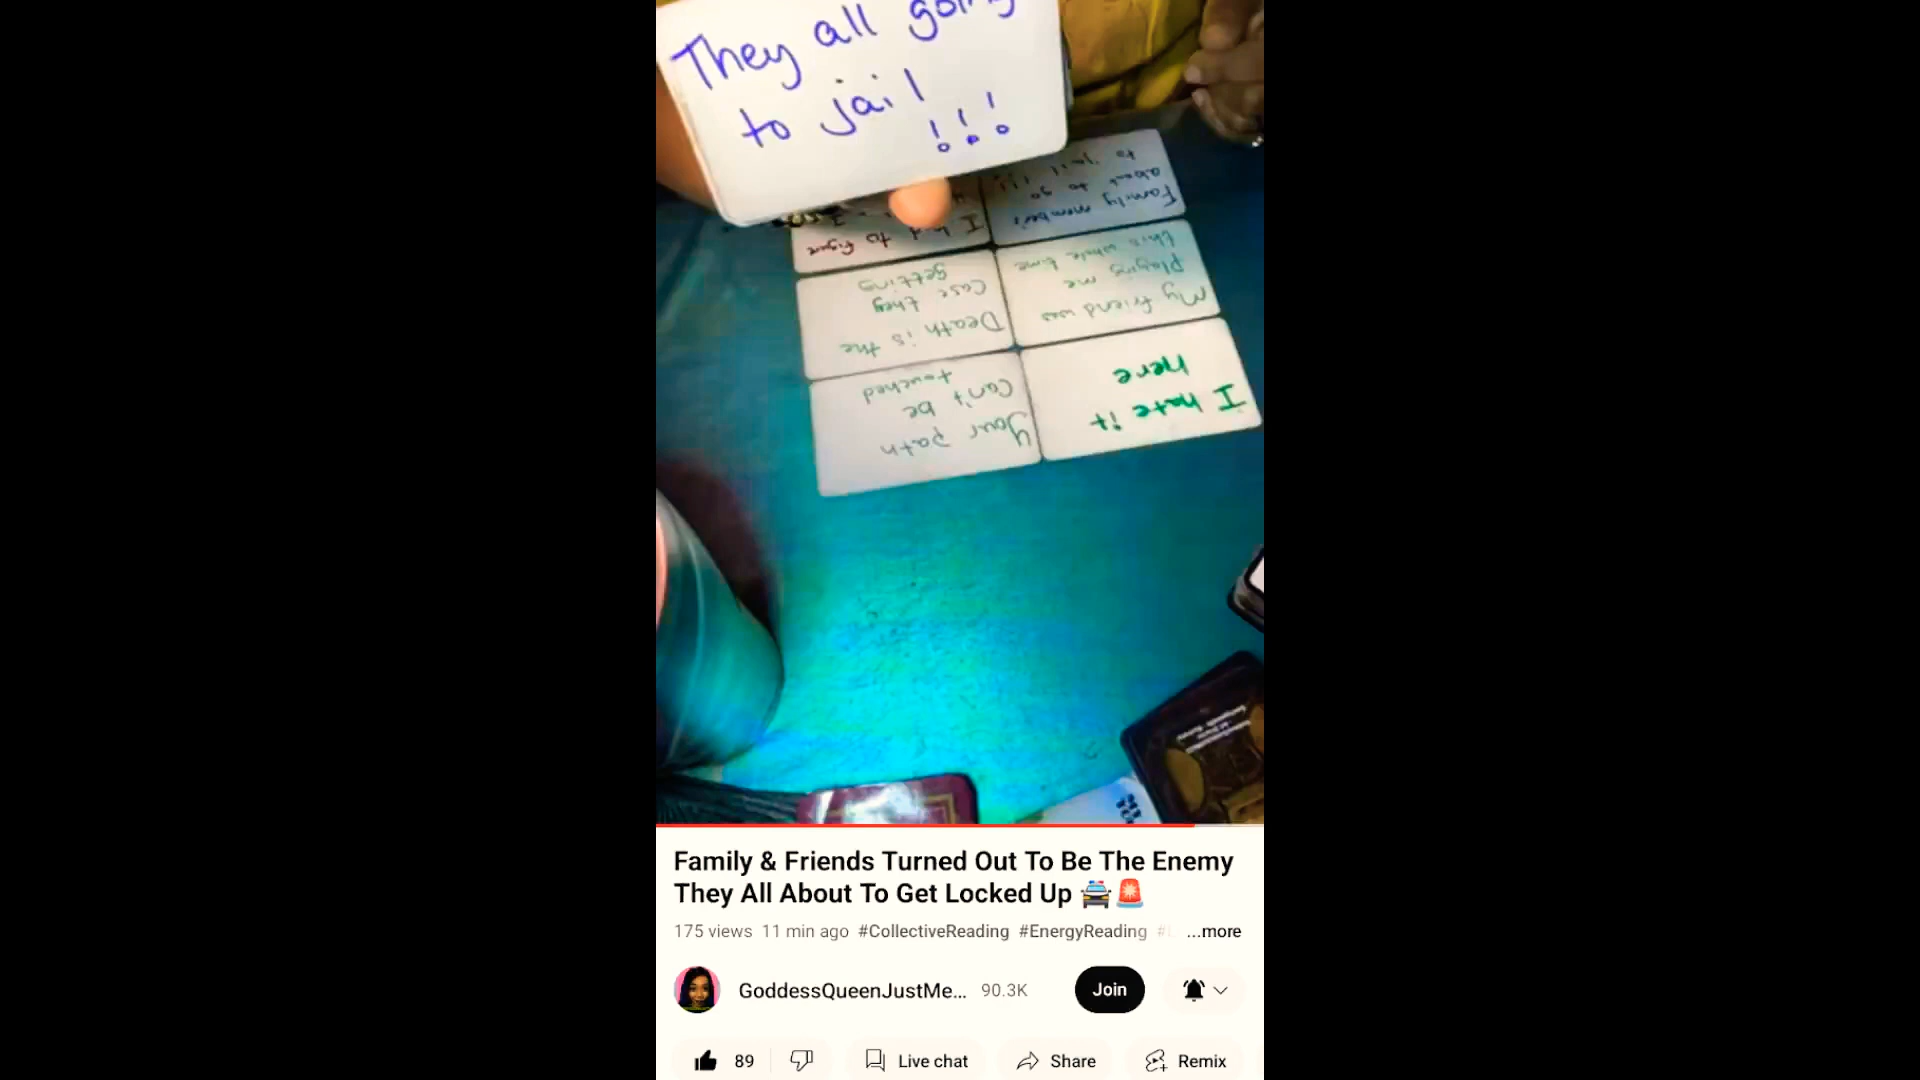 They all going
to jail
!!!
I had to figure
Family members
about to go
to jail !!!
Death is the
case they
getting
My friend was
playing me
this whole time
Your path
can't be
touched
I hate it
here
Family & Friends Turned Out To Be The Enemy
They All About To Get Locked Up 🚔🚨
175 views 11 min ago #CollectiveReading #EnergyReading ...more
GoddessQueenJustMe... 90.3K Join
89 Live chat Share Remix